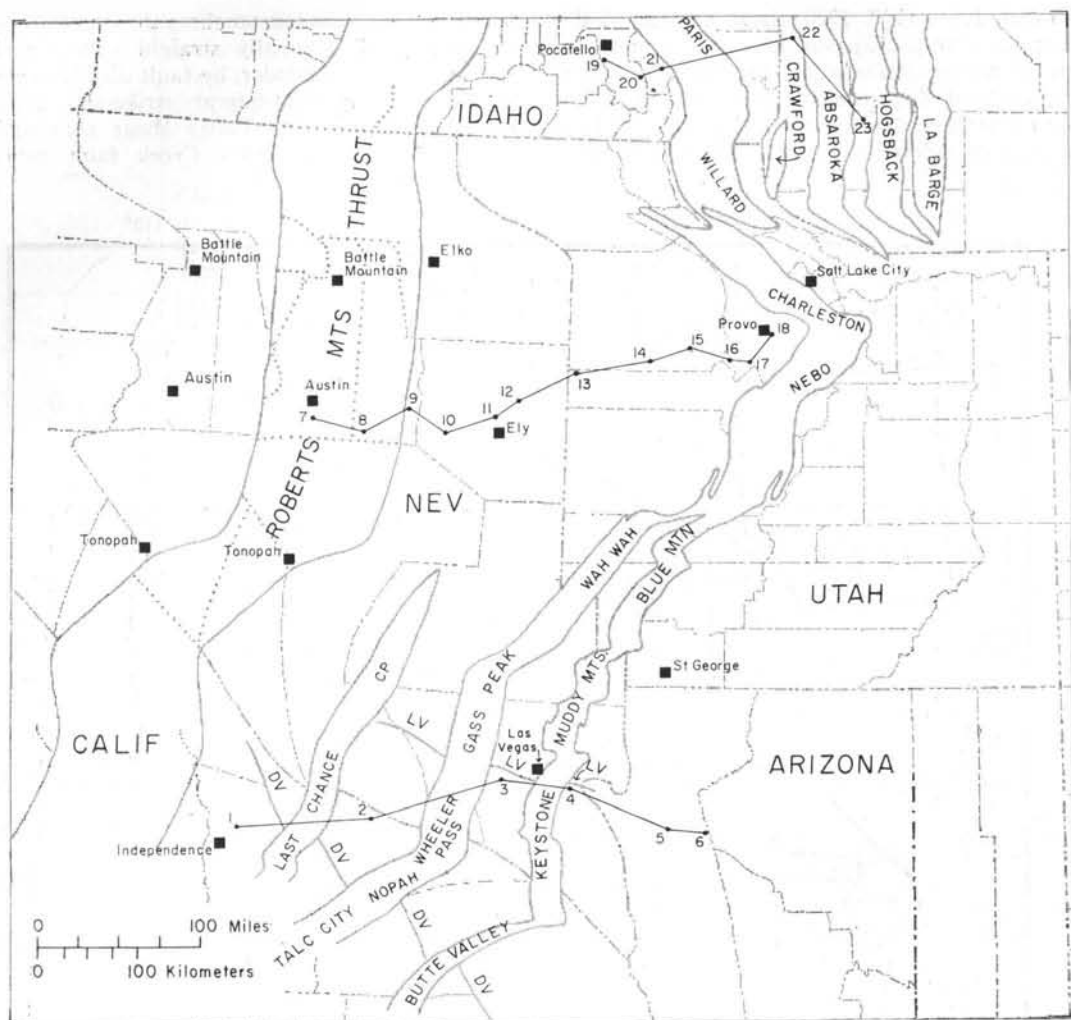 Pocatello
19
20
21
22
23
PARIS
WILLARD
CRAWFORD
ABSAROKA
HOGSBACK
LA BARGE
IDAHO
ROBERTS MTS THRUST
Battle
Mountain
Battle
Mountain
Elko
Salt Lake City
CHARLESTON
NEBO
Provo
18
17
16
15
14
13
12
11
10
9
8
7
Austin
Austin
Ely
NEV
Tonopah
Tonopah
WAH WAH
BLUE MTN
UTAH
St George
MUDDY MTS.
GASS PEAK
CP
LV
LV
LV
Las
Vegas
CALIF
ARIZONA
DV
LAST CHANCE
1
2
3
4
5
6
Independence
WHEELER
PASS
KEYSTONE
DV
TALC CITY NOPAH
DV
BUTTE VALLEY
DV
0 100 Miles
0 100 Kilometers